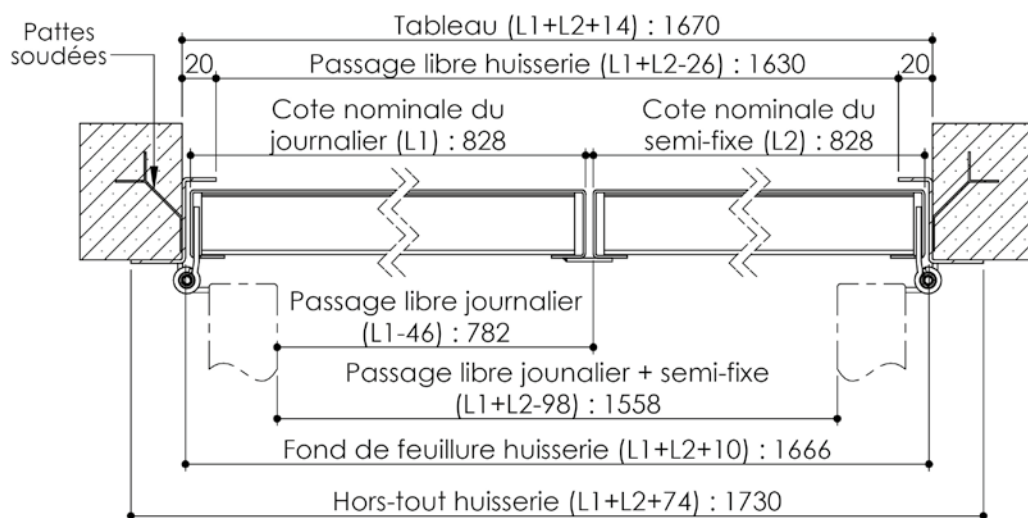 Pattes
soudées
Tableau (L1+L2+14) : 1670
20
Passage libre huisserie (L1+L2-26) : 1630
20
Cote nominale du
journalier (L1) : 828
Cote nominale du
semi-fixe (L2) : 828
Passage libre journalier
(L1-46) : 782
Passage libre jounalier + semi-fixe
(L1+L2-98) : 1558
Fond de feuillure huisserie (L1+L2+10) : 1666
Hors-tout huisserie (L1+L2+74) : 1730